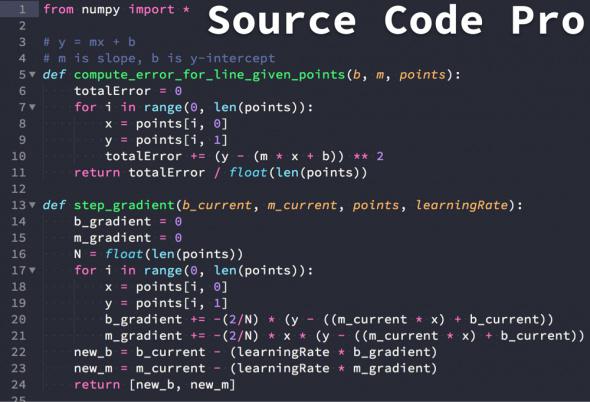 Source Code Pro
1 from numpy import *
2
3 # y = mx + b
4 # m is slope, b is y-intercept
5 def compute_error_for_line_given_points(b, m, points):
6 totalError = 0
7 for i in range(0, len(points)):
8 x = points[i, 0]
9 y = points[i, 1]
10 totalError += (y - (m * x + b)) ** 2
11 return totalError / float(len(points))
12
13 def step_gradient(b_current, m_current, points, learningRate):
14 b_gradient = 0
15 m_gradient = 0
16 N = float(len(points))
17 for i in range(0, len(points)):
18 x = points[i, 0]
19 y = points[i, 1]
20 b_gradient += -(2/N) * (y - ((m_current * x) + b_current))
21 m_gradient += -(2/N) * x * (y - ((m_current * x) + b_current))
22 new_b = b_current - (learningRate * b_gradient)
23 new_m = m_current - (learningRate * m_gradient)
24 return [new_b, new_m]
25